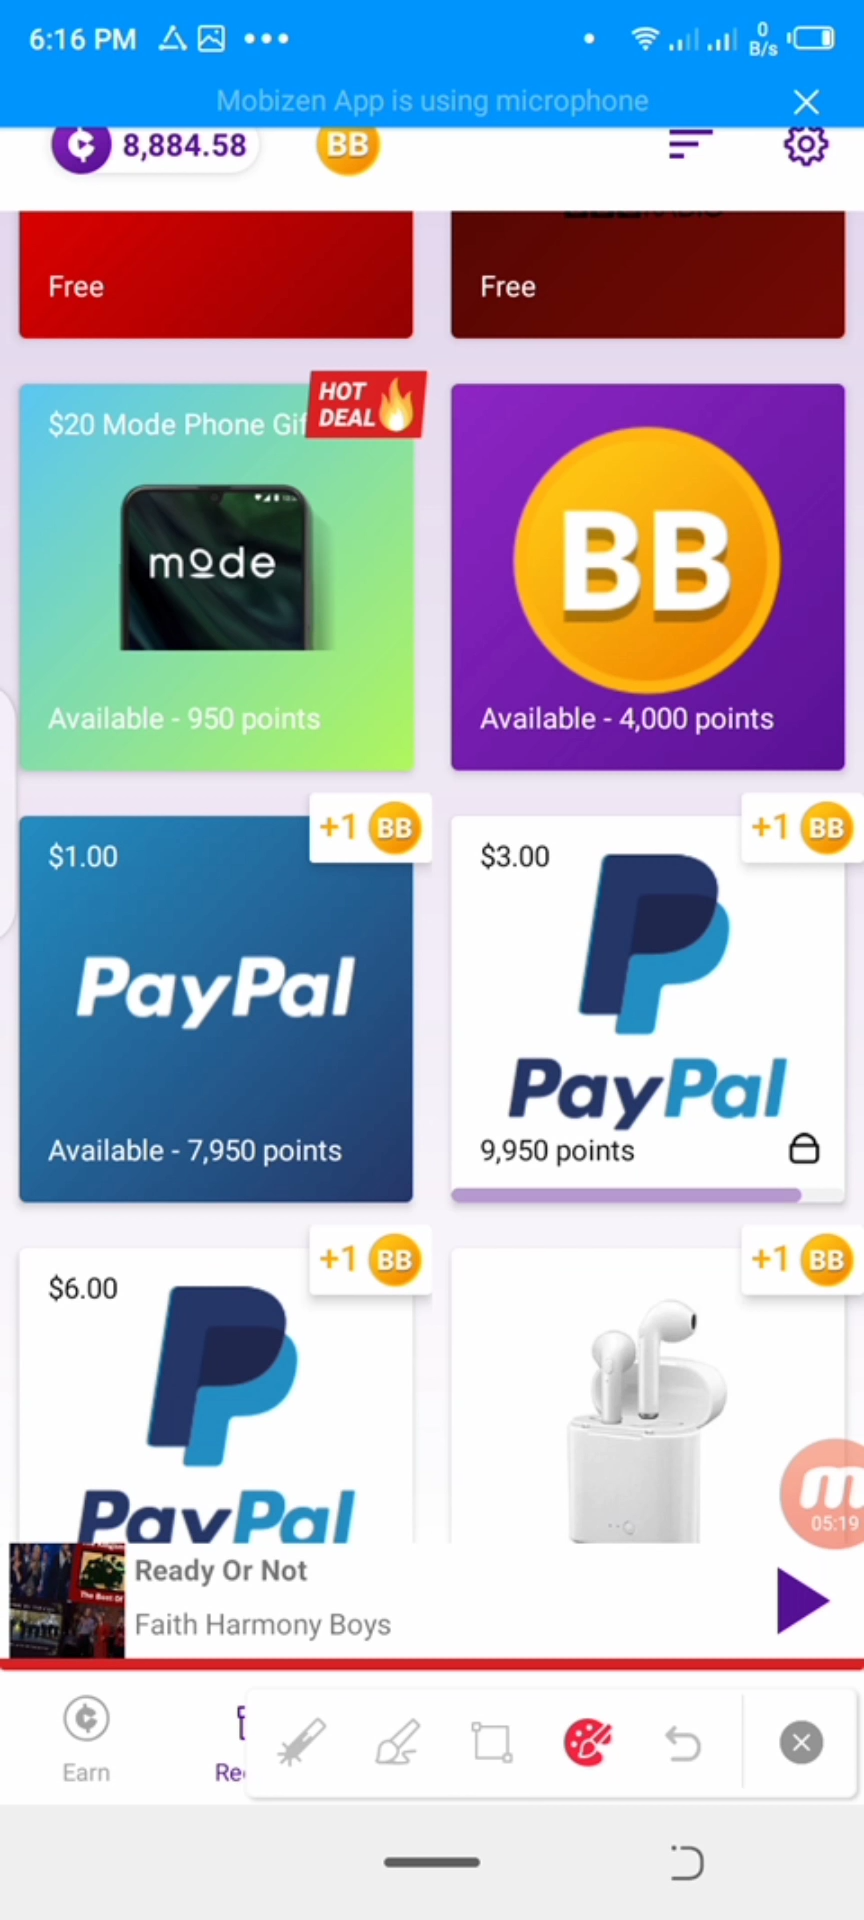 6:16 PM
0
B/s
Mobizen App is using microphone
8,884.58
BB
Free
Free
$20 Mode Phone Gif
HOT
DEAL
mode
Available - 950 points
BB
Available - 4,000 points
+1 BB
$1.00
PayPal
Available - 7,950 points
+1 BB
$3.00
PayPal
9,950 points
+1 BB
$6.00
PayPal
+1 BB
05:19
Ready Or Not
Faith Harmony Boys
Earn